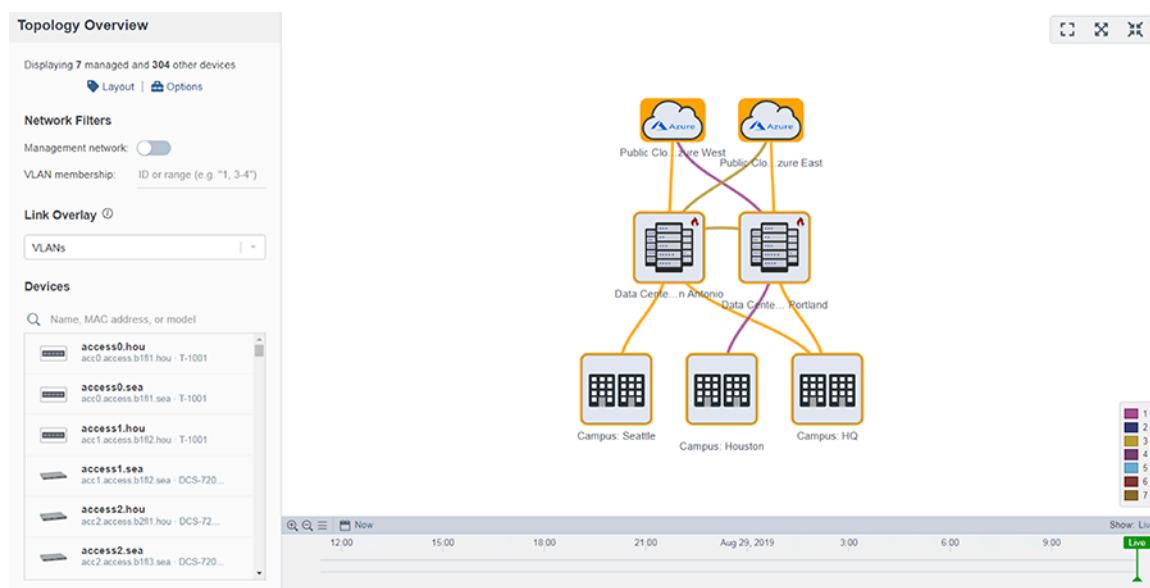 Topology Overview
Displaying 7 managed and 304 other devices
Layout | Options
Network Filters
Management network:
VLAN membership: ID or range (e.g. "1, 3-4")
Link Overlay
VLANs
Devices
Name, MAC address, or model
access0.hou
acc0.access.b1fl1.hou · T-1001
access0.sea
acc0.access.b1fl1.sea · T-1001
access1.hou
acc1.access.b1fl2.hou · T-1001
access1.sea
acc1.access.b1fl2.sea · DCS-720...
access2.hou
acc2.access.b2fl1.hou · DCS-72...
access2.sea
acc2.access.b1fl3.sea · DCS-720...
Azure
Azure
Public Clo...zure West
Public Clo...zure East
Data Cente...n Antonio
Data Cente... Portland
Campus: Seattle
Campus: Houston
Campus: HQ
1
2
3
4
5
6
7
Now
Show: Liv
12:00 15:00 18:00 21:00 Aug 29, 2019 3:00 6:00 9:00 Live